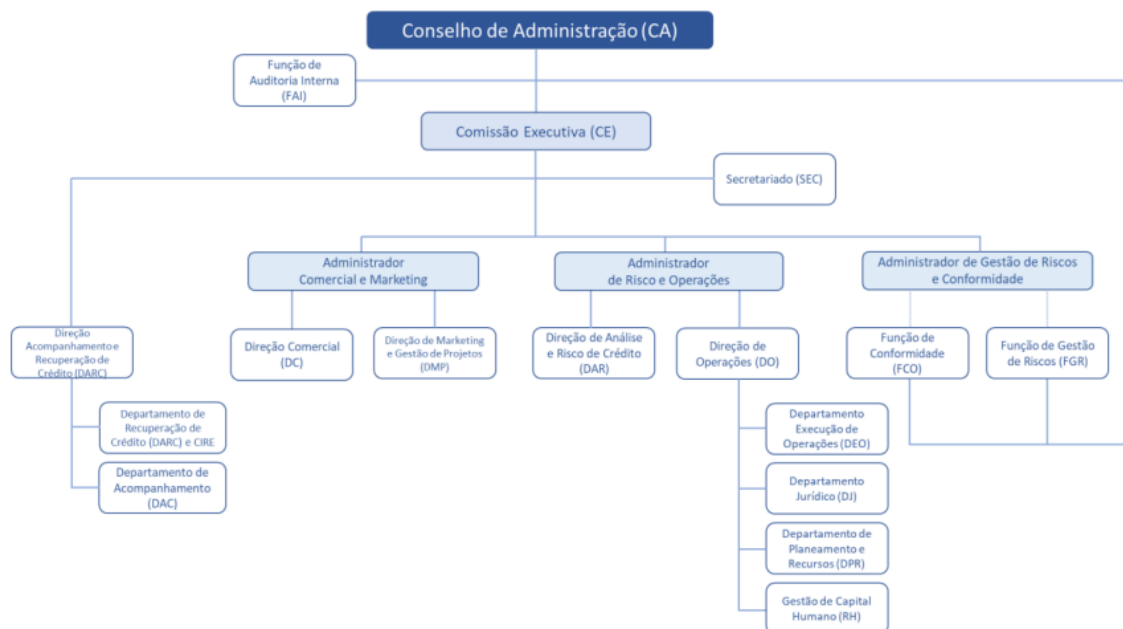 Conselho de Administração (CA)
Função de
Auditoria Interna
(FAI)
Comissão Executiva (CE)
Secretariado (SEC)
Administrador
Comercial e Marketing
Administrador
de Risco e Operações
Administrador de Gestão de Riscos
e Conformidade
Direção
Acompanhamento e
Recuperação de
Crédito (DARC)
Direção Comercial
(DC)
Direção de Marketing
e Gestão de Projetos
(DMP)
Direção de Análise
e Risco de Crédito
(DAR)
Direção de
Operações (DO)
Função de
Conformidade
(FCO)
Função de Gestão
de Riscos (FGR)
Departamento de
Recuperação de
Crédito (DARC) e CIRE
Departamento de
Acompanhamento
(DAC)
Departamento
Execução de
Operações (DEO)
Departamento
Jurídico (DJ)
Departamento de
Planeamento e
Recursos (DPR)
Gestão de Capital
Humano (RH)